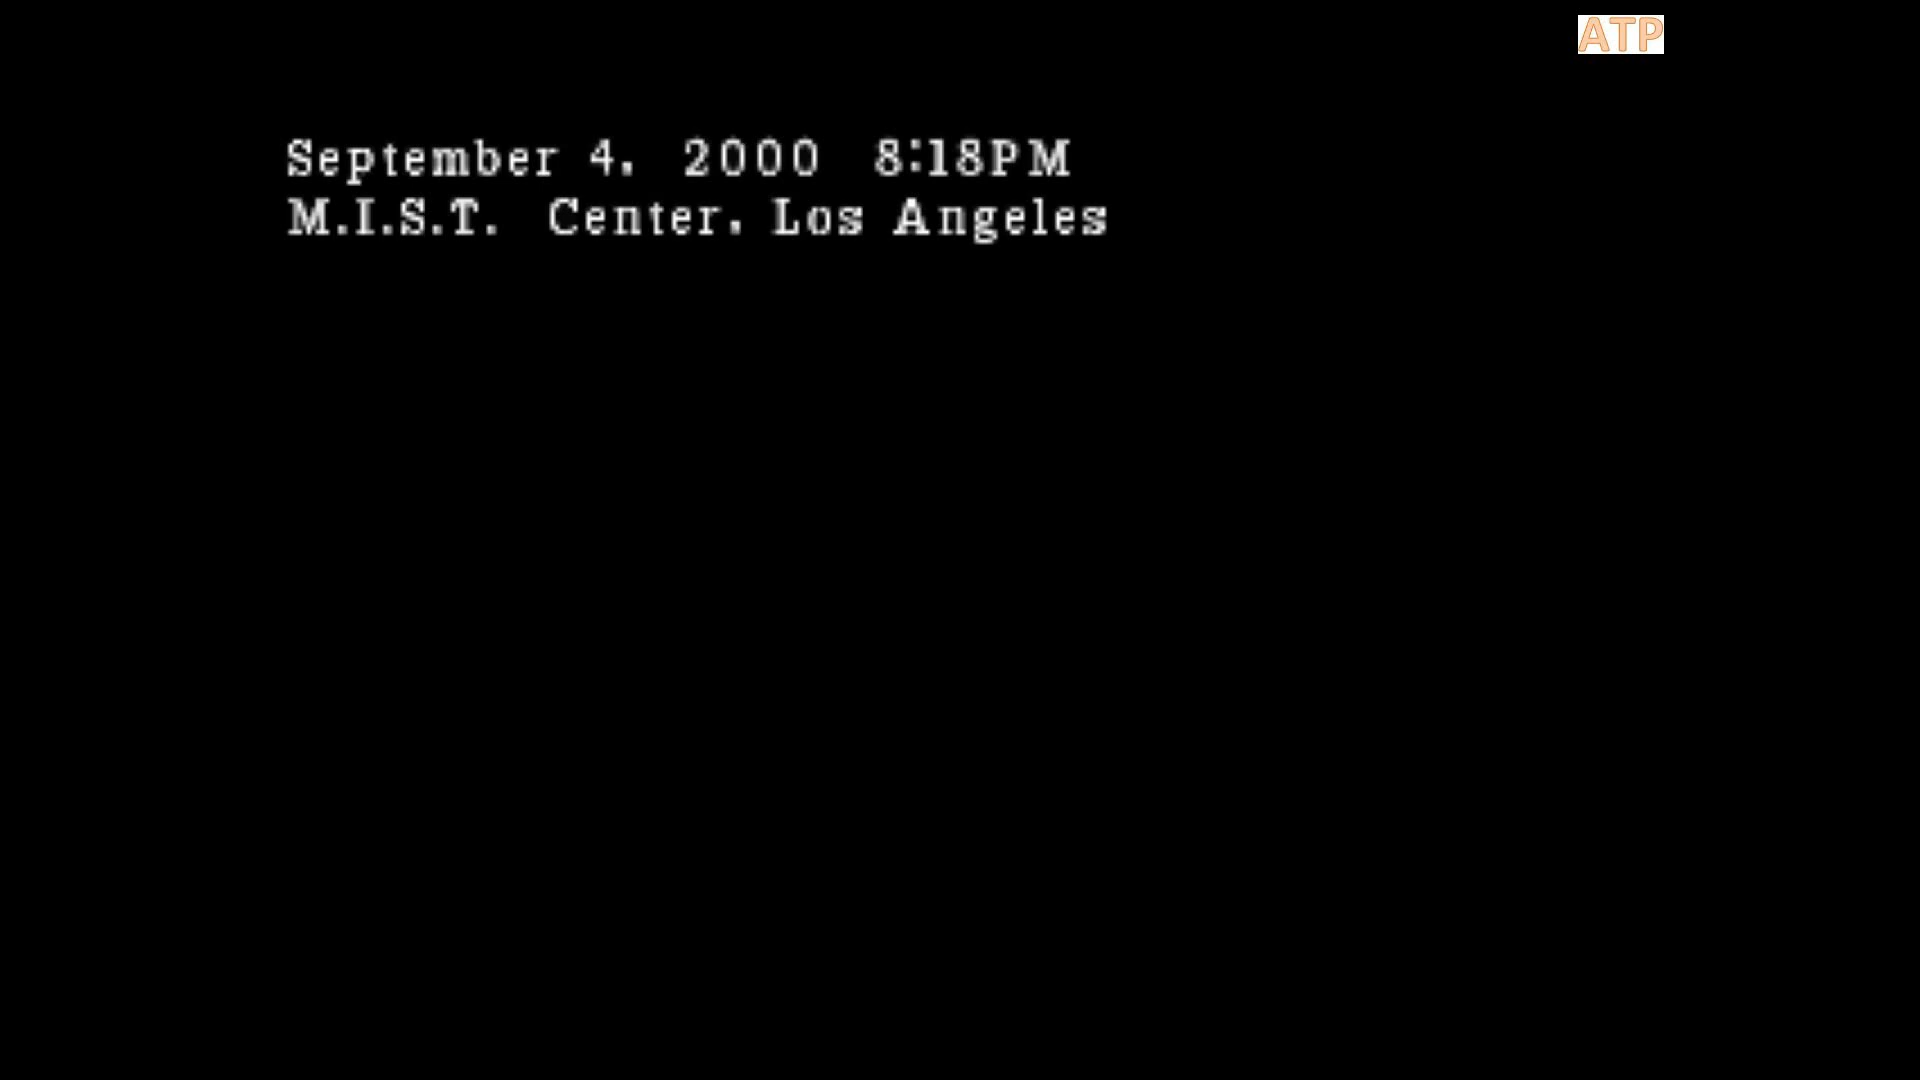 ATP
September 4, 2000 8:18PM
M.I.S.T. Center, Los Angeles